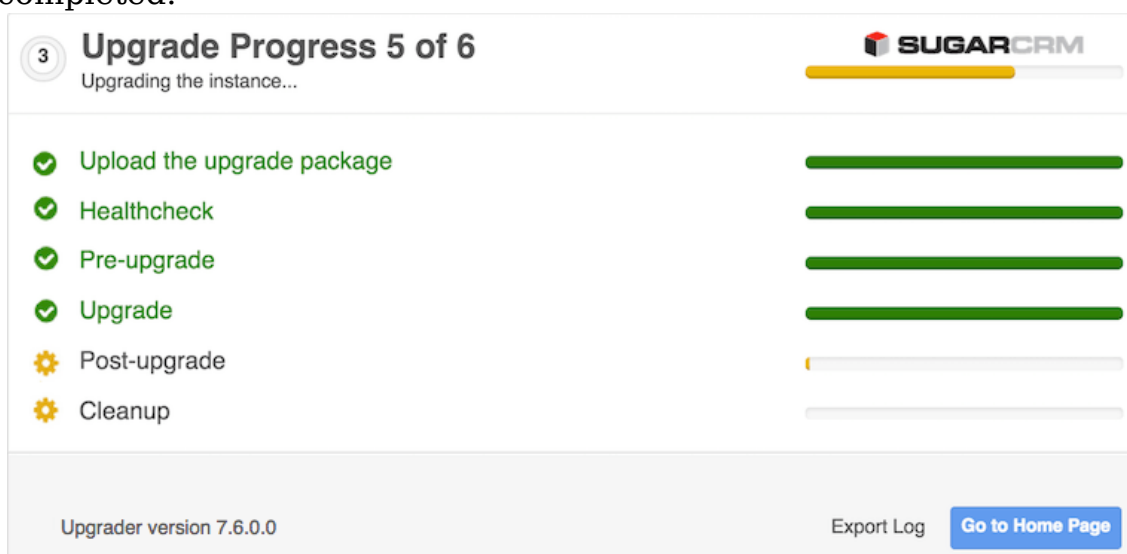 completed.
3
Upgrade Progress 5 of 6
SUGARCRM
Upgrading the instance...
Upload the upgrade package
Healthcheck
Pre-upgrade
Upgrade
Post-upgrade
Cleanup
Upgrader version 7.6.0.0
Export Log
Go to Home Page